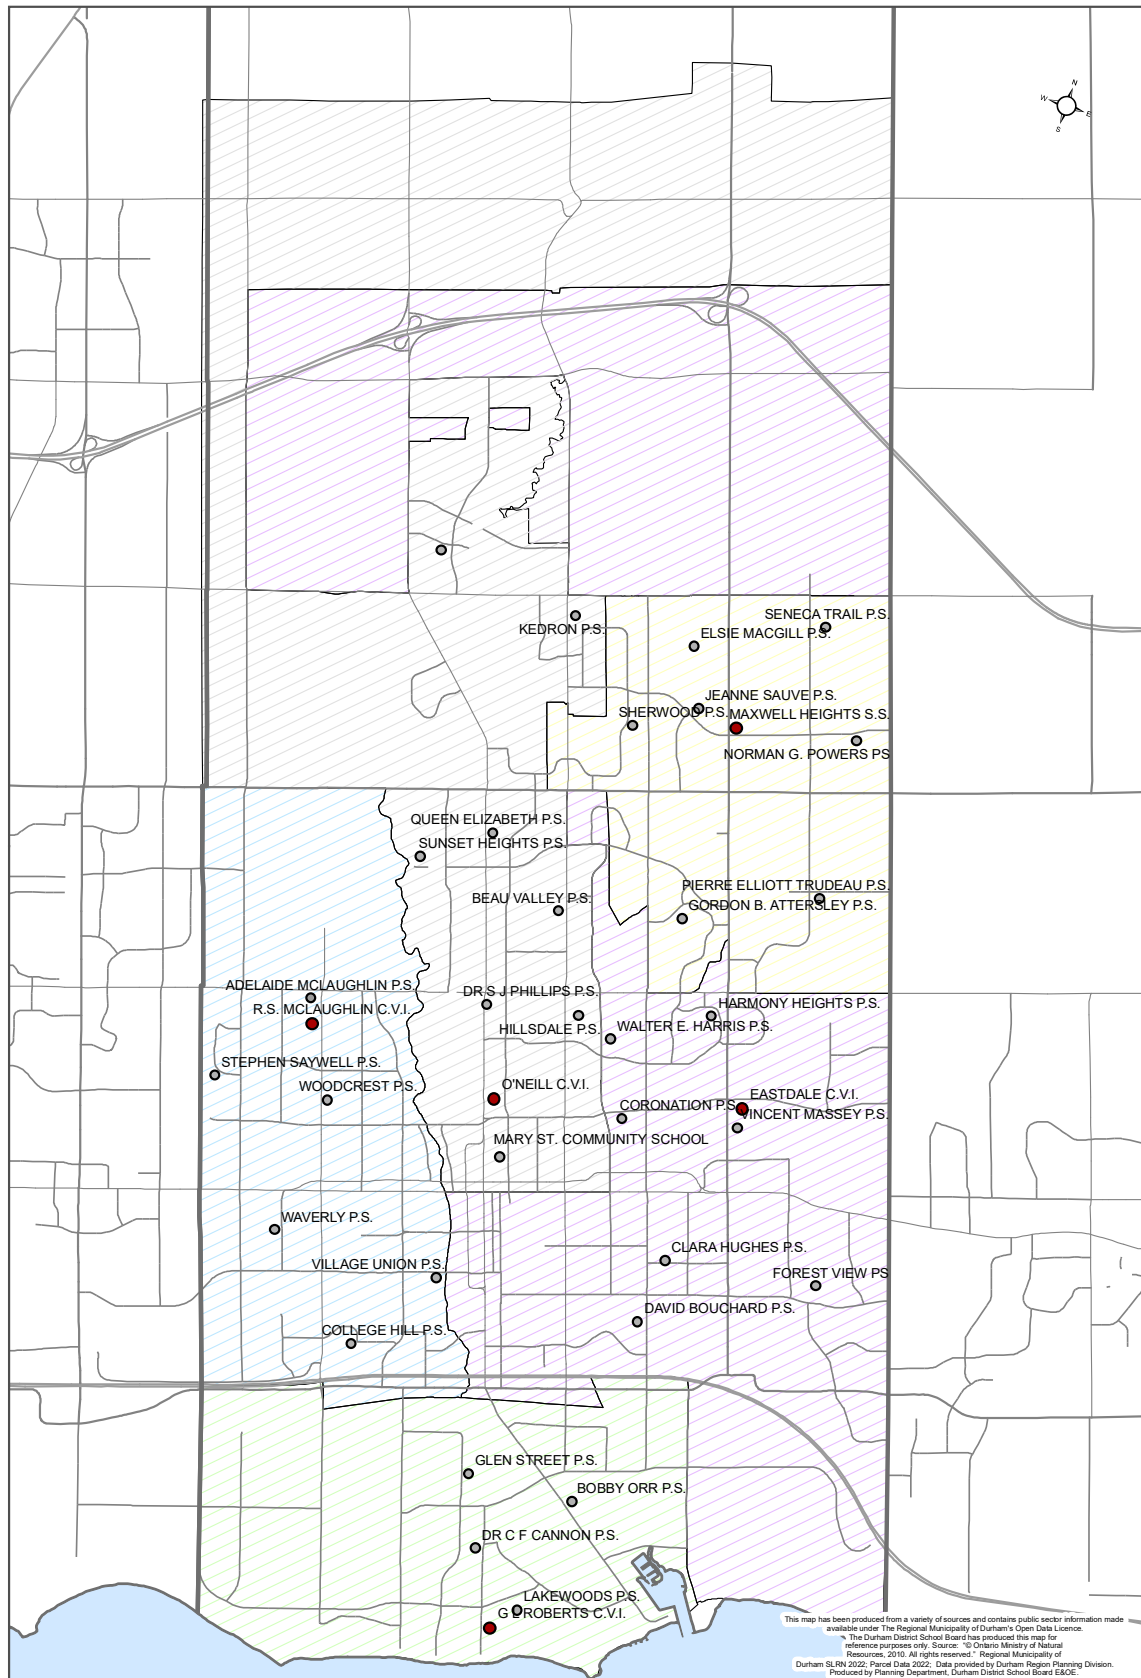 N
W
E
S
SENECA TRAIL P.S.
KEDRON P.S.
ELSIE MACGILL P.S.
JEANNE SAUVE P.S.
SHERWOOD P.S.
MAXWELL HEIGHTS S.S.
NORMAN G. POWERS PS
QUEEN ELIZABETH P.S.
SUNSET HEIGHTS P.S.
PIERRE ELLIOTT TRUDEAU P.S.
BEAU VALLEY P.S.
GORDON B. ATTERSLEY P.S.
ADELAIDE MCLAUGHLIN P.S.
DR S J PHILLIPS P.S.
R.S. MCLAUGHLIN C.V.I.
HARMONY HEIGHTS P.S.
HILLSDALE P.S.
WALTER E. HARRIS P.S.
STEPHEN SAYWELL P.S.
WOODCREST P.S.
O'NEILL C.V.I.
EASTDALE C.V.I.
CORONATION P.S.
VINCENT MASSEY P.S.
MARY ST. COMMUNITY SCHOOL
WAVERLY P.S.
CLARA HUGHES P.S.
VILLAGE UNION P.S.
FOREST VIEW PS
DAVID BOUCHARD P.S.
COLLEGE HILL P.S.
GLEN STREET P.S.
BOBBY ORR P.S.
DR C F CANNON P.S.
LAKEWOODS P.S.
G L ROBERTS C.V.I.
This map has been produced from a variety of sources and contains public sector information made
available under The Regional Municipality of Durham's Open Data Licence.
The Durham District School Board has produced this map for
reference purposes only. Source: "© Ontario Ministry of Natural
Resources, 2010. All rights reserved." Regional Municipality of
Durham SLRN 2022; Parcel Data 2022; Data provided by Durham Region Planning Division.
Produced by Planning Department, Durham District School Board E&OE.